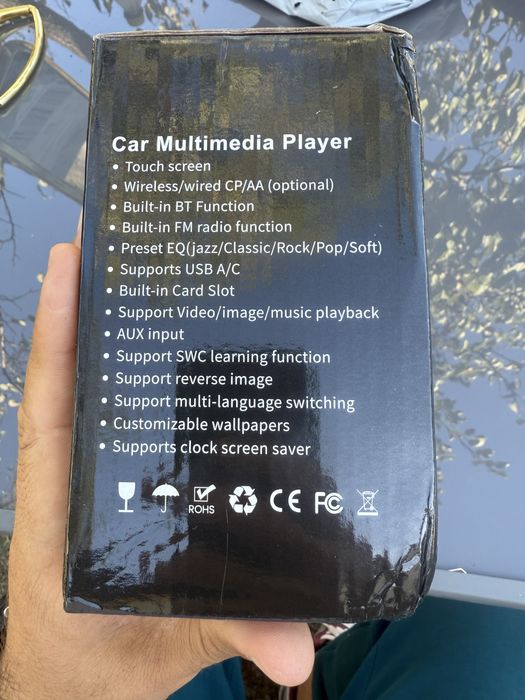 Car Multimedia Player
• Touch screen
• Wireless/wired CP/AA (optional)
• Built-in BT Function
• Built-in FM radio function
• Preset EQ(jazz/Classic/Rock/Pop/Soft)
• Supports USB A/C
• Built-in Card Slot
• Support Video/image/music playback
• AUX input
• Support SWC learning function
• Support reverse image
• Support multi-language switching
• Customizable wallpapers
• Supports clock screen saver
ROHS CE FC